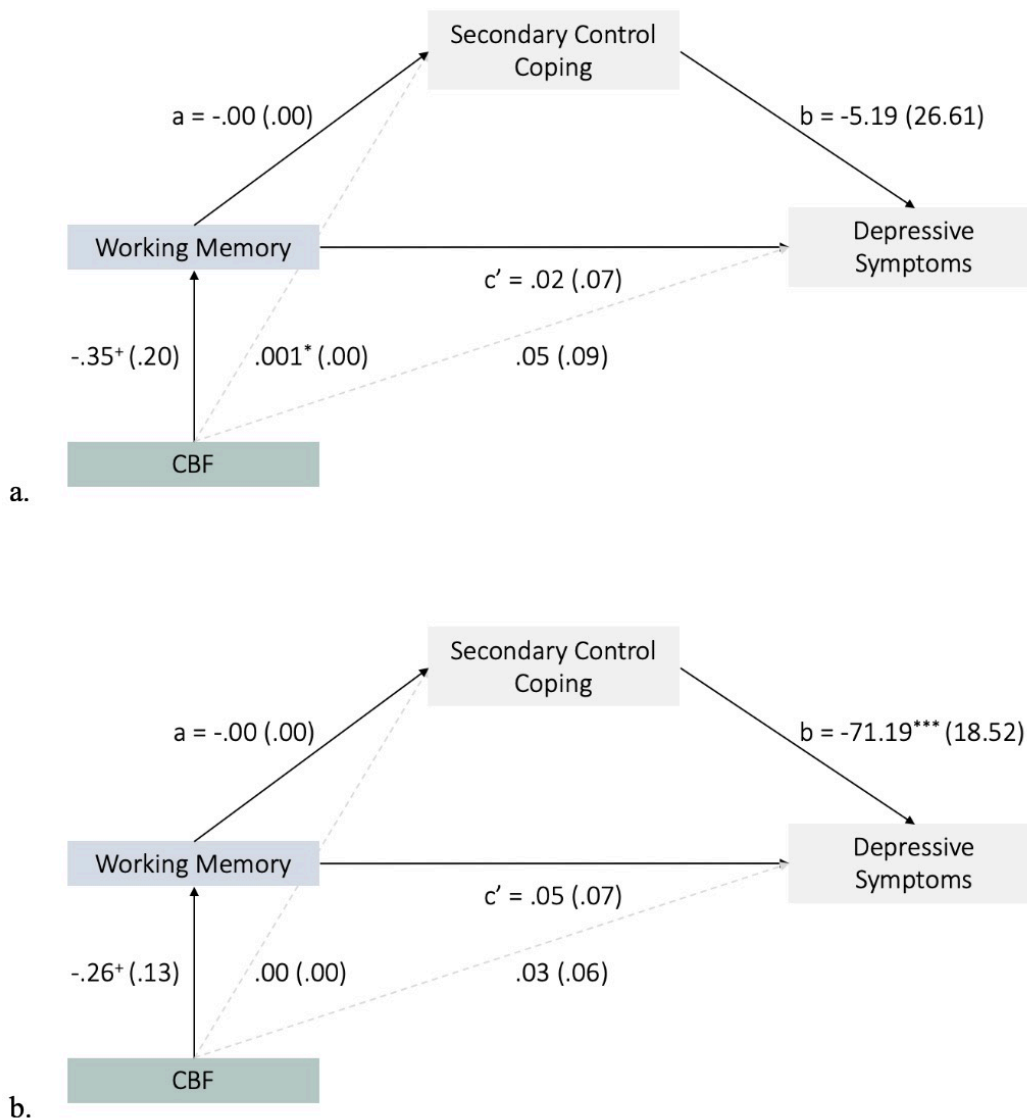 Secondary Control
Coping
a = -.00 (.00)
b = -5.19 (26.61)
Working Memory
Depressive
Symptoms
c’ = .02 (.07)
-.35⁺ (.20)
.001* (.00)
.05 (.09)
CBF
a.
Secondary Control
Coping
a = -.00 (.00)
b = -71.19*** (18.52)
Working Memory
Depressive
Symptoms
c’ = .05 (.07)
-.26⁺ (.13)
.00 (.00)
.03 (.06)
CBF
b.